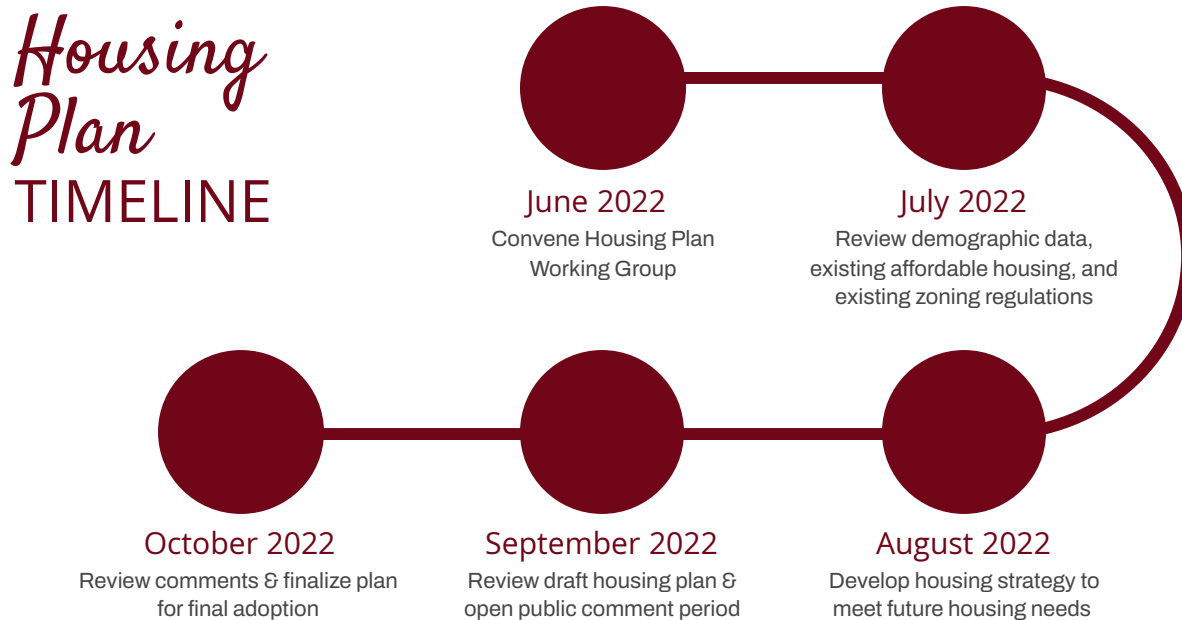 Housing
Plan
TIMELINE
June 2022
Convene Housing Plan
Working Group
July 2022
Review demographic data,
existing affordable housing, and
existing zoning regulations
August 2022
Develop housing strategy to
meet future housing needs
September 2022
Review draft housing plan &
open public comment period
October 2022
Review comments & finalize plan
for final adoption